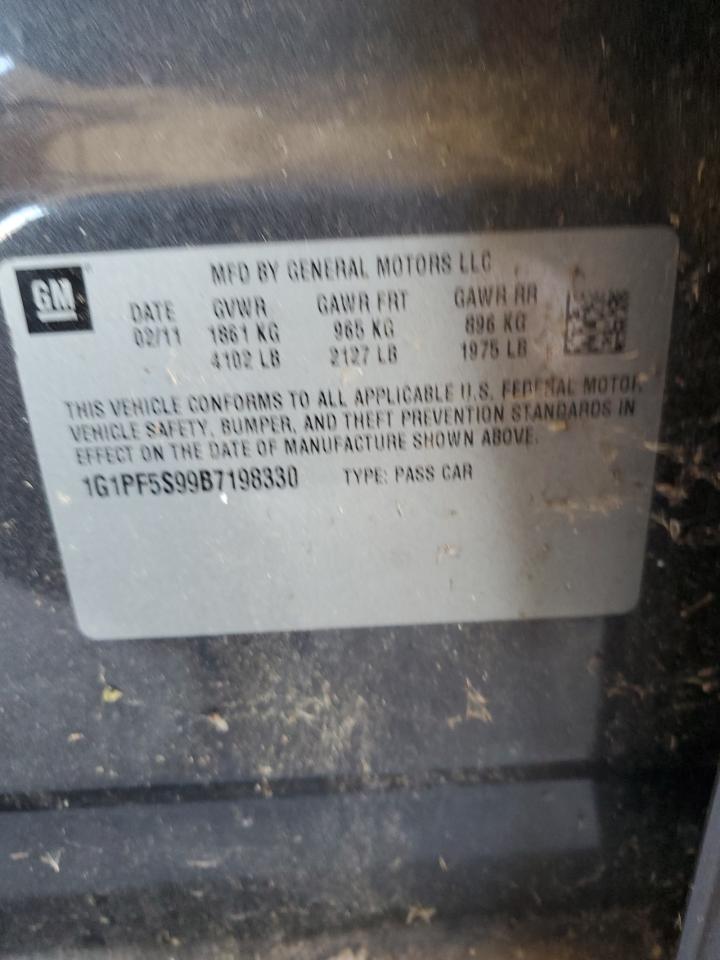 GM
MFD BY GENERAL MOTORS LLC
DATE GVWR GAWR FRT GAWR RR
02/11 1861 KG 965 KG 896 KG
4102 LB 2127 LB 1975 LB
THIS VEHICLE CONFORMS TO ALL APPLICABLE U.S. FEDERAL MOTOR
VEHICLE SAFETY, BUMPER, AND THEFT PREVENTION STANDARDS IN
EFFECT ON THE DATE OF MANUFACTURE SHOWN ABOVE.
1G1PF5S99B7198330 TYPE: PASS CAR